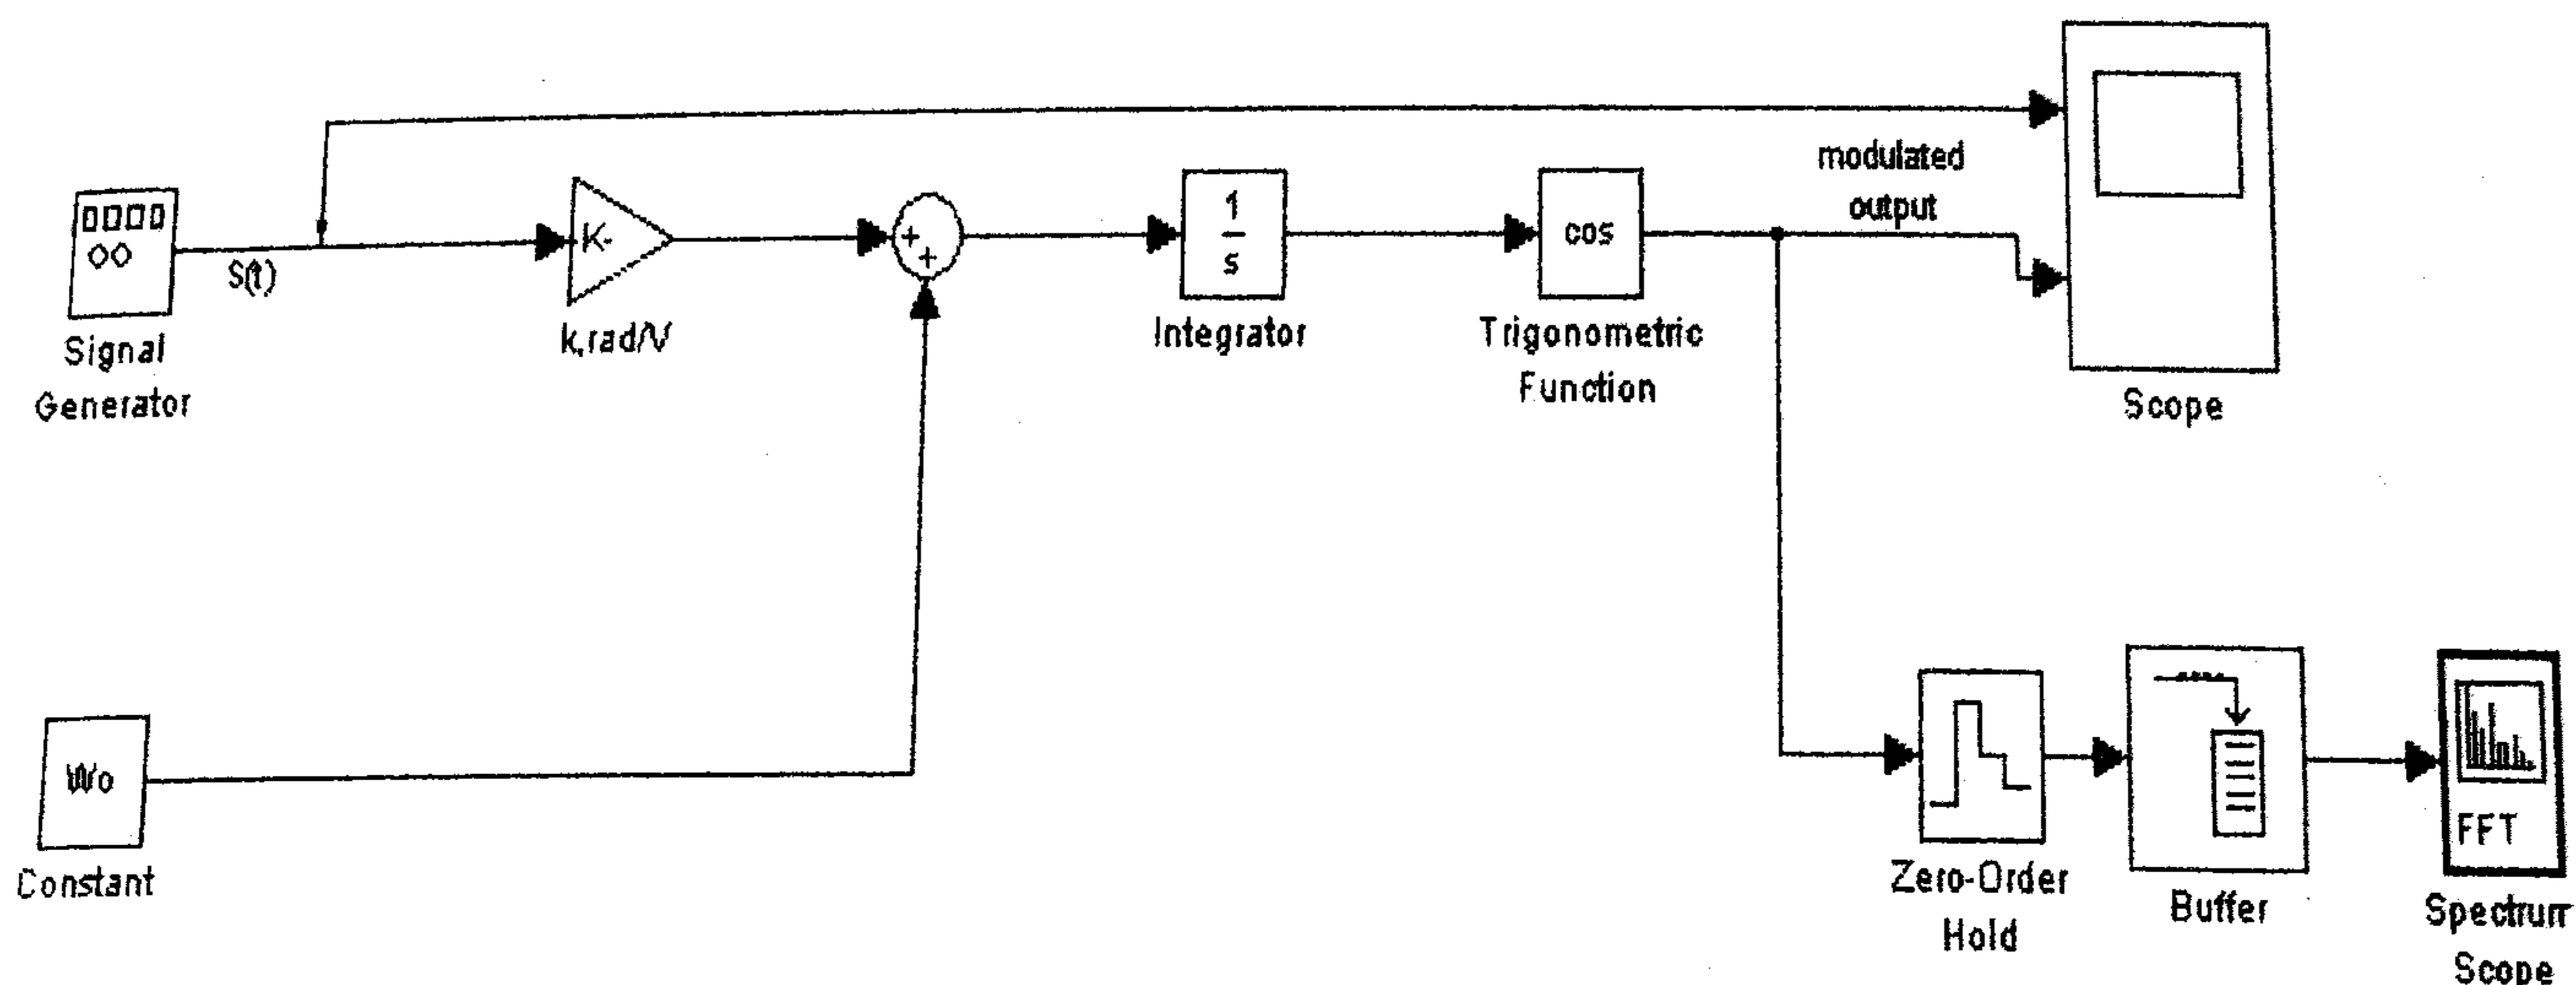 modulated
output
S(t)
K-
+
+
1
s
cos
Signal
Generator
k,rad/V
Integrator
Trigonometric
Function
Scope
Wo
Constant
FFT
Zero-Order
Hold
Buffer
Spectrum
Scope